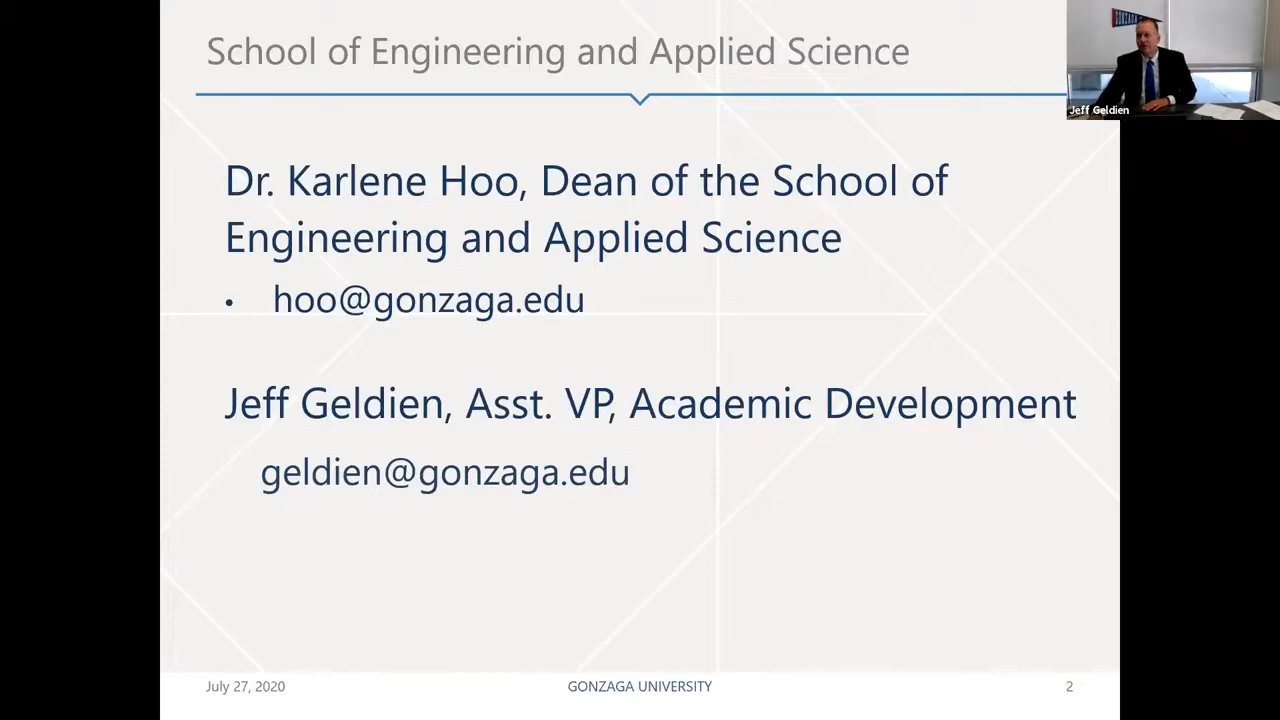 School of Engineering and Applied Science
GONZAGA
Jeff Geldien
Dr. Karlene Hoo, Dean of the School of
Engineering and Applied Science
• hoo@gonzaga.edu
Jeff Geldien, Asst. VP, Academic Development
geldien@gonzaga.edu
July 27, 2020
GONZAGA UNIVERSITY
2